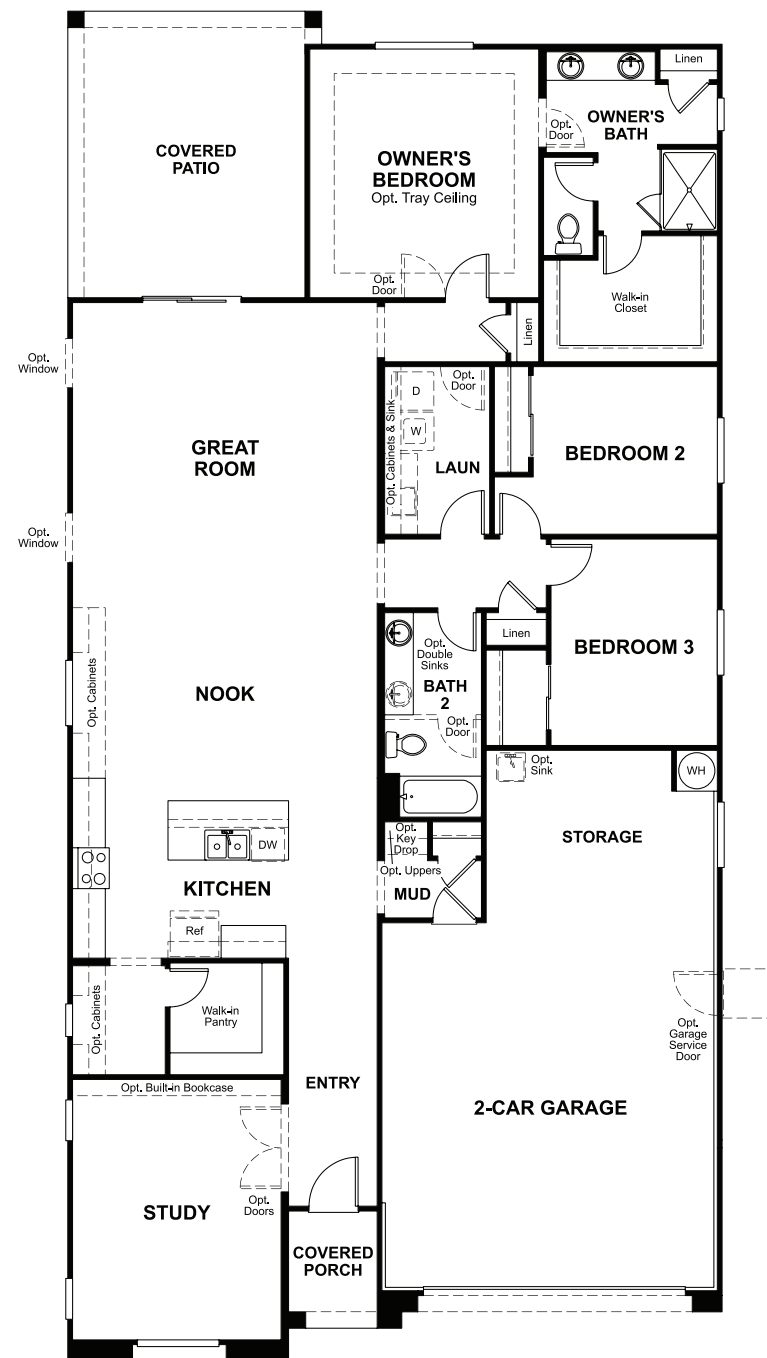 Linen
OWNER'S
BATH
Opt.
Door
COVERED
PATIO
OWNER'S
BEDROOM
Opt. Tray Ceiling
Opt.
Door
Walk-in
Closet
Linen
Opt.
Window
GREAT
ROOM
Opt.
Window
D
W
Opt.
Door
Opt. Cabinets & Sink
LAUN
BEDROOM 2
Linen
BEDROOM 3
Opt.
Double
Sinks
BATH
2
Opt.
Door
Opt. Cabinets
NOOK
Opt.
Sink
WH
STORAGE
DW
KITCHEN
Ref
Opt.
Key
Drop
Opt. Uppers
MUD
Opt. Cabinets
Walk-in
Pantry
Opt.
Garage
Service
Door
Opt. Built-in Bookcase
ENTRY
2-CAR GARAGE
STUDY
Opt.
Doors
COVERED
PORCH